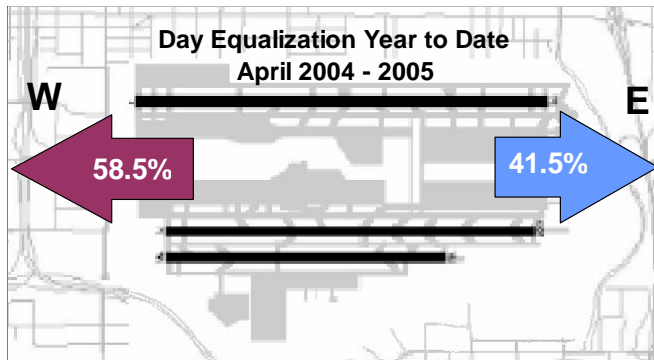 Day Equalization Year to Date
April 2004 - 2005
W
E
58.5%
41.5%